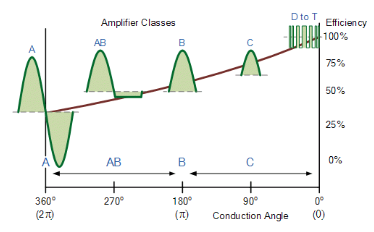 Amplifier Classes
D to T
Efficiency
A
AB
B
C
100%
75%
50%
25%
0%
A
AB
B
C
360°
270°
180°
90°
0°
(2π)
(π)
Conduction Angle
(0)